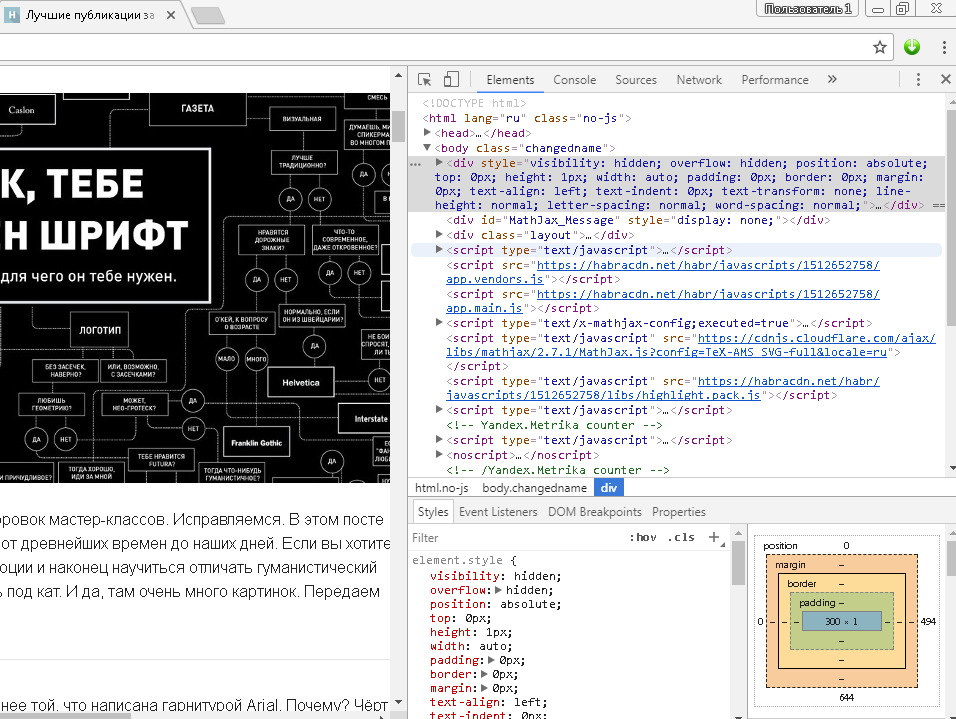 Лучшие публикации за
Пользователь 1
Elements Console Sources Network Performance »
Caslon
ГАЗЕТА
СМЕСЬ
ВИЗУАЛЬНАЯ
ЛУЧШЕ
ТРАДИЦИОННО?
ДА
НЕТ
К, ТЕБЕ
ЕН ШРИФТ
для чего он тебе нужен.
НРАВЯТСЯ
ДОРОЖНЫЕ
ЗНАКИ?
ЧТО-ТО
СОВРЕМЕННОЕ,
ДАЖЕ ОТКРОВЕННОЕ?
ДА
НЕТ
ДА
НЕТ
ЛОГОТИП
О'КЕЙ, К ВОПРОСУ
О ВОЗРАСТЕ
НОРМАЛЬНО, ЕСЛИ
ОН ИЗ ШВЕЙЦАРИИ?
МАЛО
МНОГО
ДА
НЕТ
БЕЗ ЗАСЕЧЕК,
НАВЕРНО?
ИЛИ, ВОЗМОЖНО,
С ЗАСЕЧКАМИ?
Helvetica
ЛЮБИШЬ
ГЕОМЕТРИЮ?
МОЖЕТ,
НЕО-ГРОТЕСК?
ДА
НЕТ
Interstate
ДА
НЕТ
Franklin Gothic
ТЕБЕ НРАВИТСЯ
FUTURA?
ДА
И ПРИЧУДЛИВОЕ?
ТОГДА ХОРОШО,
ИДИ ЗА МНОЙ
ТОГДА ЧТО-НИБУДЬ
ГУМАНИСТИЧНОЕ?
оровок мастер-классов. Исправляемся. В этом посте
от древнейших времен до наших дней. Если вы хотите
юции и наконец научиться отличать гуманистический
ь под кат. И да, там очень много картинок. Передаем
нее той, что написана гарнитурой Arial. Почему? Чёрт
<!DOCTYPE html>
<html lang="ru" class="no-js">
<head>…</head>
<body class="changedname">
<div style="visibility: hidden; overflow: hidden; position: absolute;
top: 0px; height: 1px; width: auto; padding: 0px; border: 0px; margin:
0px; text-align: left; text-indent: 0px; text-transform: none; line-
height: normal; letter-spacing: normal; word-spacing: normal;">…</div> ==
<div id="MathJax_Message" style="display: none;"></div>
<div class="layout">…</div>
<script type="text/javascript">…</script>
<script src="https://habracdn.net/habr/javascripts/1512652758/
app.vendors.js"></script>
<script src="https://habracdn.net/habr/javascripts/1512652758/
app.main.js"></script>
<script type="text/x-mathjax-config;executed=true">…</script>
<script type="text/javascript" src="https://cdnjs.cloudflare.com/ajax/
libs/mathjax/2.7.1/MathJax.js?config=TeX-AMS_SVG-full&locale=ru">
</script>
<script type="text/javascript" src="https://habracdn.net/habr/
javascripts/1512652758/libs/highlight.pack.js"></script>
<script type="text/javascript">…</script>
<!-- Yandex.Metrika counter -->
<script type="text/javascript">…</script>
<noscript>…</noscript>
<!-- /Yandex.Metrika counter -->
html.no-js body.changedname div
Styles Event Listeners DOM Breakpoints Properties
Filter :hov .cls +
element.style {
visibility: hidden;
overflow: hidden;
position: absolute;
top: 0px;
height: 1px;
width: auto;
padding: 0px;
border: 0px;
margin: 0px;
text-align: left;
text-indent: 0px;
position 0
margin –
border –
padding –
0 – – – 300 × 1 – – – 494
–
–
–
644